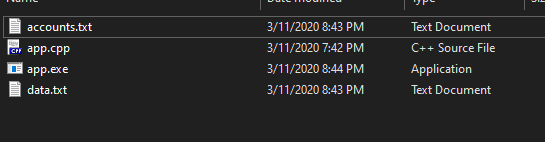 Name Date modified Type Siz
accounts.txt 3/11/2020 8:43 PM Text Document
app.cpp 3/11/2020 7:42 PM C++ Source File
app.exe 3/11/2020 8:44 PM Application
data.txt 3/11/2020 8:43 PM Text Document